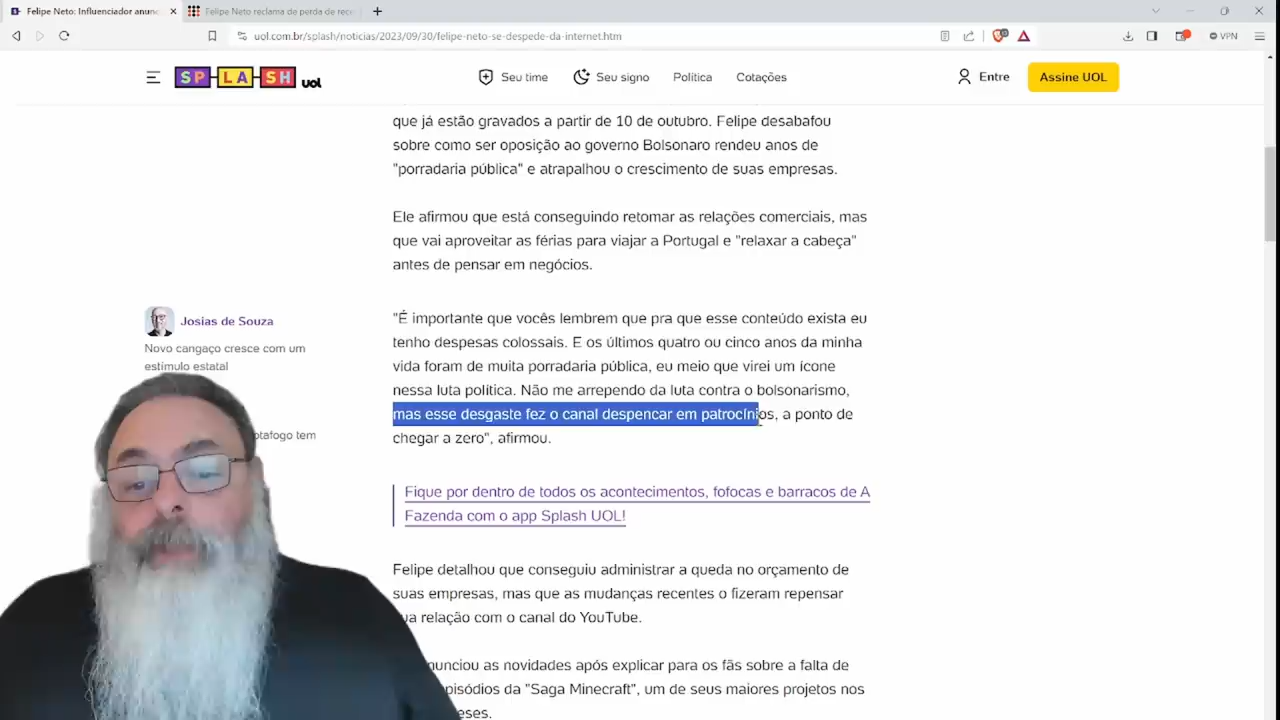 Felipe Neto: Influenciador anunc
Felipe Neto reclama de perda de rece
uol.com.br/splash/noticias/2023/09/30/felipe-neto-se-despede-da-internet.htm
VPN
SPLASH uol
Seu time
Seu signo
Política
Cotações
Entre
Assine UOL
que já estão gravados a partir de 10 de outubro. Felipe desabafou
sobre como ser oposição ao governo Bolsonaro rendeu anos de
"porradaria pública" e atrapalhou o crescimento de suas empresas.
Ele afirmou que está conseguindo retomar as relações comerciais, mas
que vai aproveitar as férias para viajar a Portugal e "relaxar a cabeça"
antes de pensar em negócios.
Josias de Souza
Novo cangaço cresce com um
estímulo estatal
otafogo tem
"É importante que vocês lembrem que pra que esse conteúdo exista eu
tenho despesas colossais. E os últimos quatro ou cinco anos da minha
vida foram de muita porradaria pública, eu meio que virei um ícone
nessa luta política. Não me arrependo da luta contra o bolsonarismo,
mas esse desgaste fez o canal despencar em patrocínios, a ponto de
chegar a zero", afirmou.
Fique por dentro de todos os acontecimentos, fofocas e barracos de A
Fazenda com o app Splash UOL!
Felipe detalhou que conseguiu administrar a queda no orçamento de
suas empresas, mas que as mudanças recentes o fizeram repensar
ua relação com o canal do YouTube.
nunciou as novidades após explicar para os fãs sobre a falta de
episódios da "Saga Minecraft", um de seus maiores projetos nos
eses.